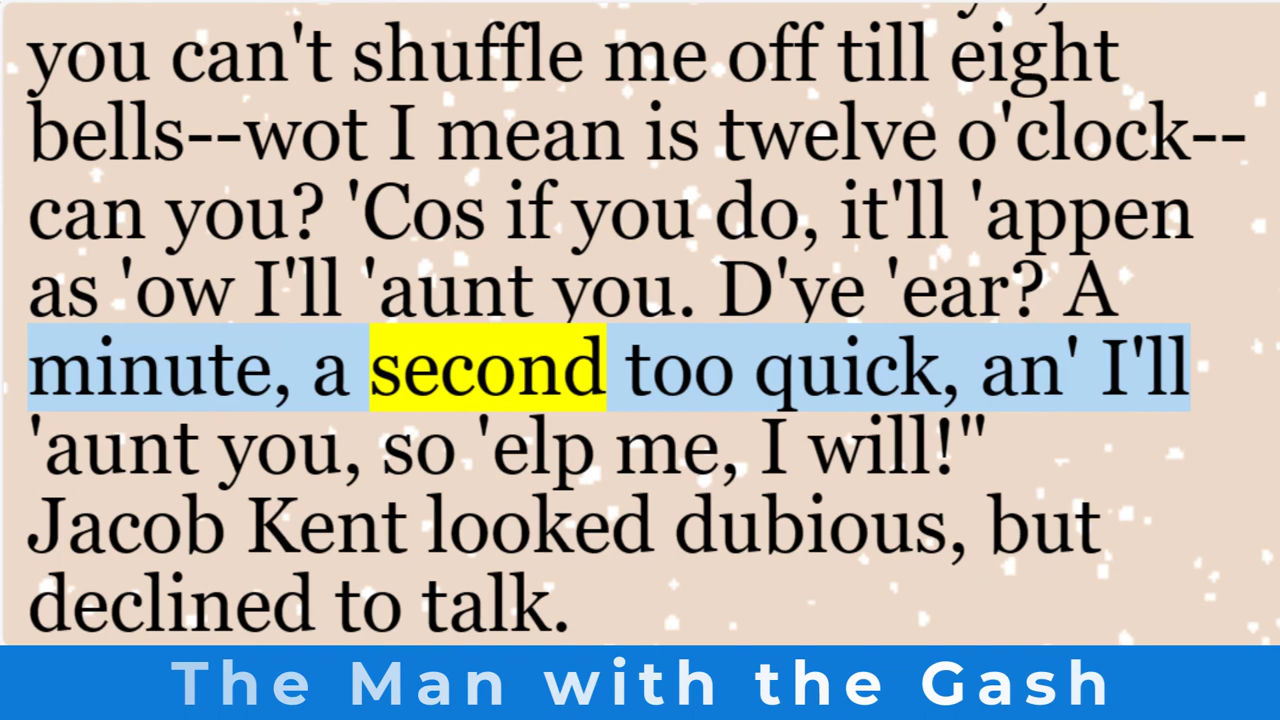 you can't shuffle me off till eight
bells--wot I mean is twelve o'clock--
can you? 'Cos if you do, it'll 'appen
as 'ow I'll 'aunt you. D'ye 'ear? A
minute, a second too quick, an' I'll
'aunt you, so 'elp me, I will!"
Jacob Kent looked dubious, but
declined to talk.
The Man with the Gash